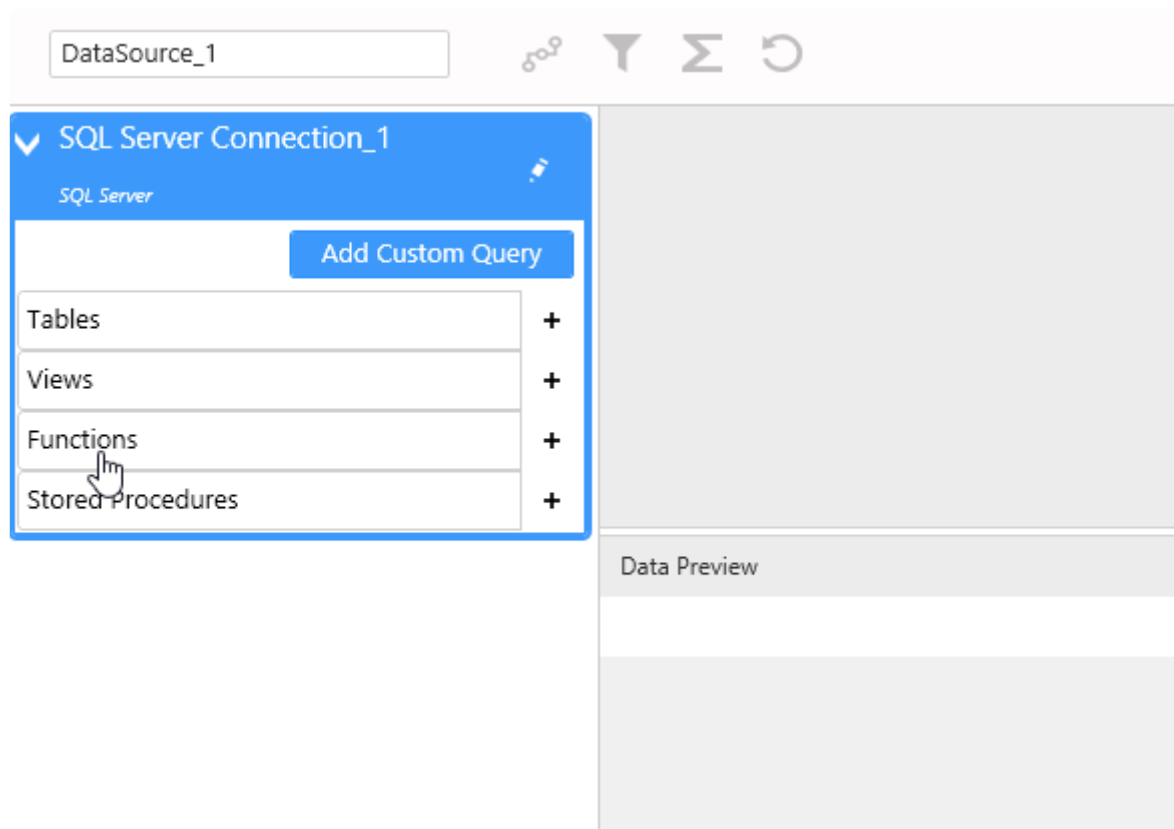 DataSource_1
SQL Server Connection_1
SQL Server
Add Custom Query
Tables
+
Views
+
Functions
+
Stored Procedures
+
Data Preview